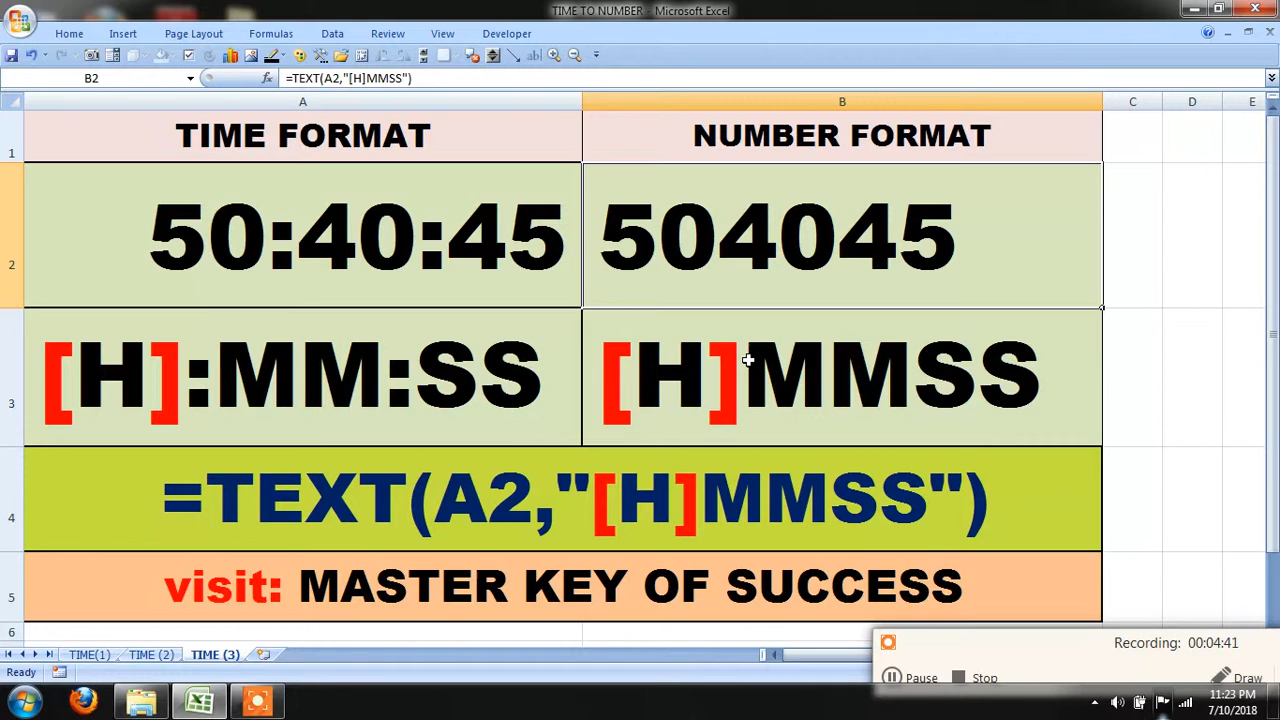 TIME TO NUMBER - Microsoft Excel
Home Insert Page Layout Formulas Data Review View Developer
B2 fx =TEXT(A2,"[H]MMSS")
A B C D E
1 TIME FORMAT NUMBER FORMAT
2 50:40:45 504045
3 [H]:MM:SS [H]MMSS
4 =TEXT(A2,"[H]MMSS")
5 visit: MASTER KEY OF SUCCESS
6
Recording: 00:04:41
TIME(1) TIME (2) TIME (3)
Ready
Pause Stop Draw
11:23 PM
7/10/2018